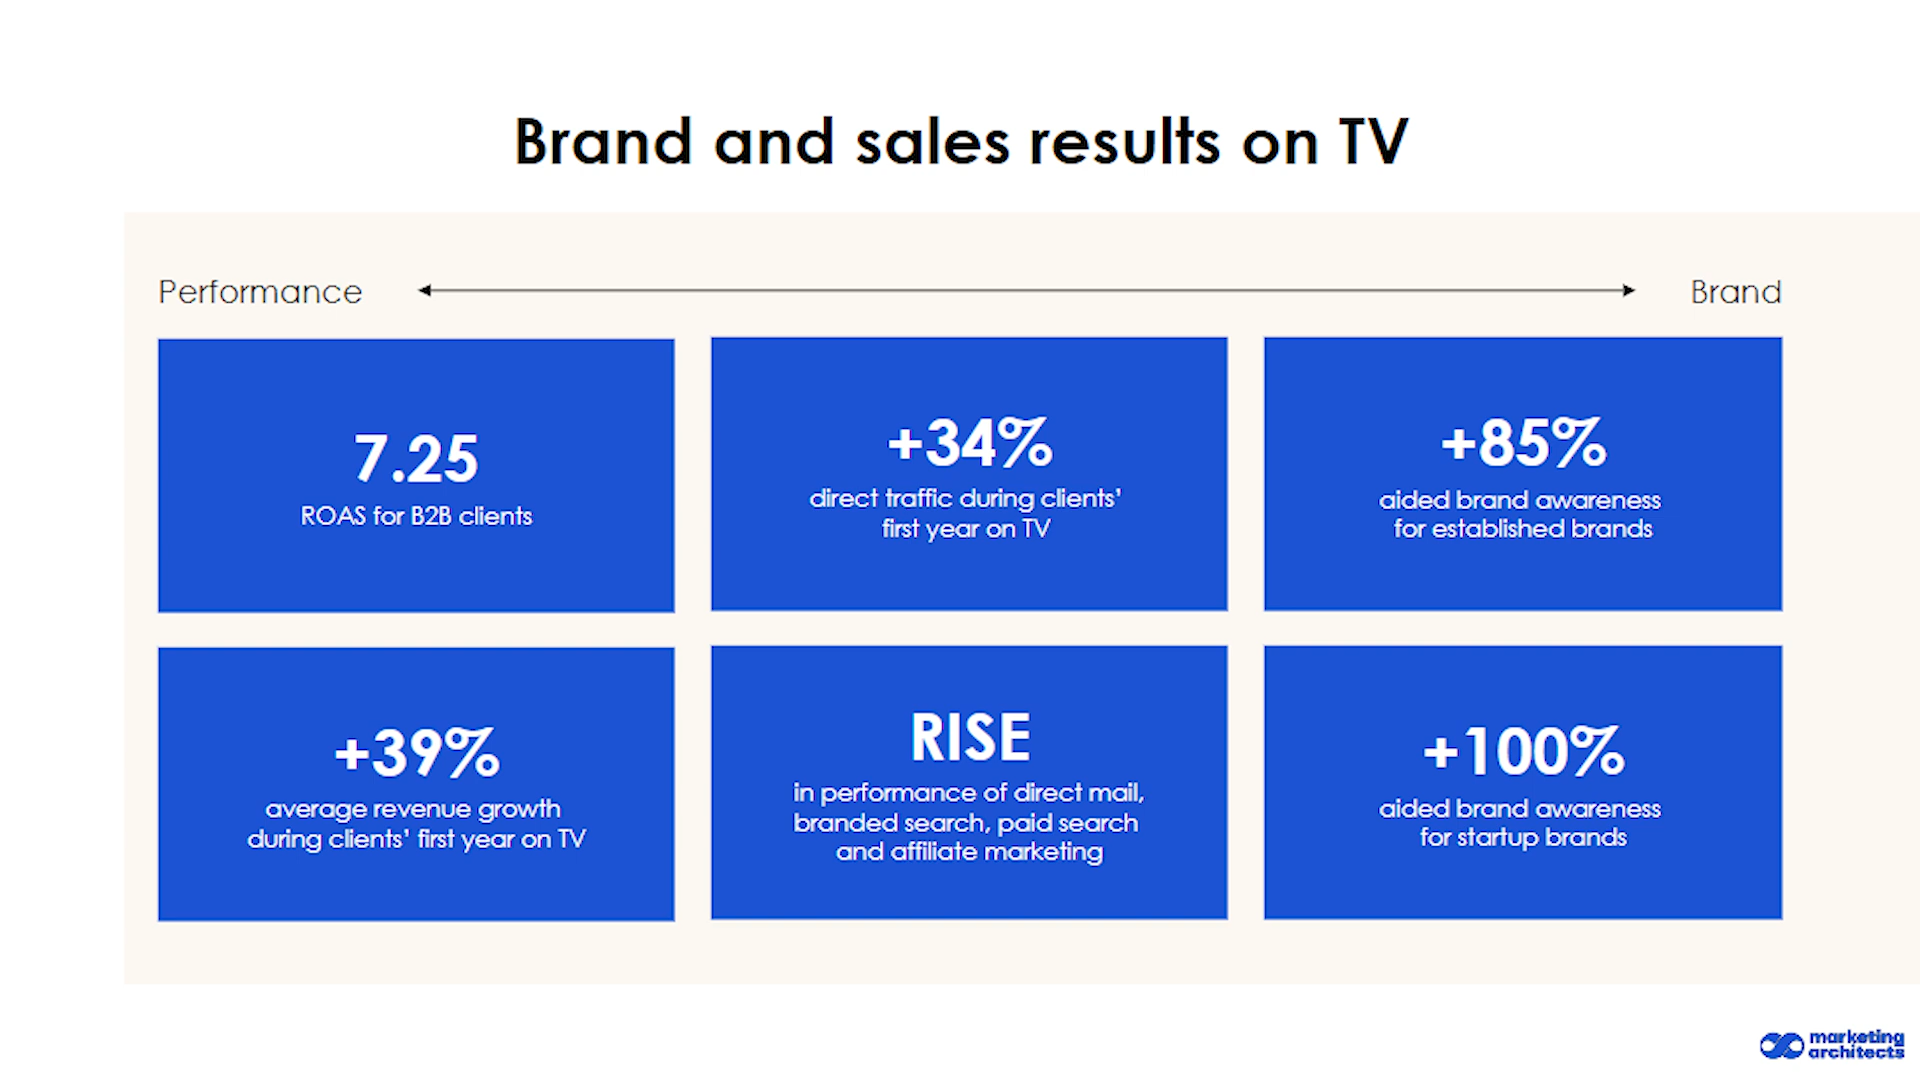 Brand and sales results on TV
Performance
Brand
7.25
ROAS for B2B clients
+34%
direct traffic during clients'
first year on TV
+85%
aided brand awareness
for established brands
+39%
average revenue growth
during clients' first year on TV
RISE
in performance of direct mail,
branded search, paid search
and affiliate marketing
+100%
aided brand awareness
for startup brands
marketing
architects